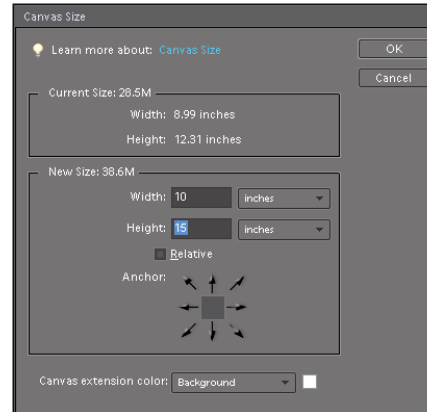 Canvas Size
Learn more about: Canvas Size
OK
Cancel
Current Size: 28.5M
Width: 8.99 inches
Height: 12.31 inches
New Size: 38.6M
Width: 10 inches
Height: 15 inches
Relative
Anchor:
Canvas extension color: Background